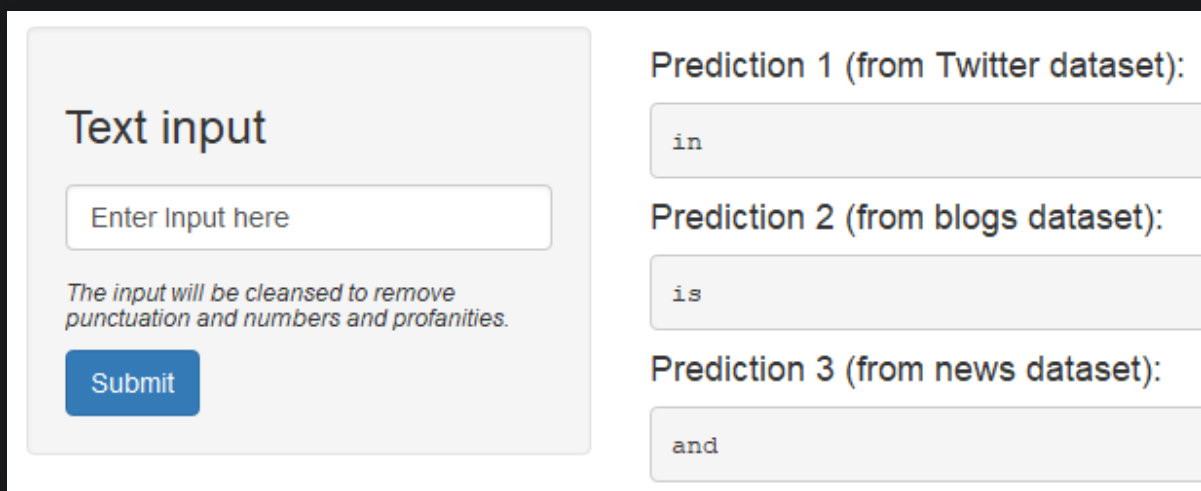 Text input
Enter Input here
The input will be cleansed to remove
punctuation and numbers and profanities.
Submit
Prediction 1 (from Twitter dataset):
in
Prediction 2 (from blogs dataset):
is
Prediction 3 (from news dataset):
and